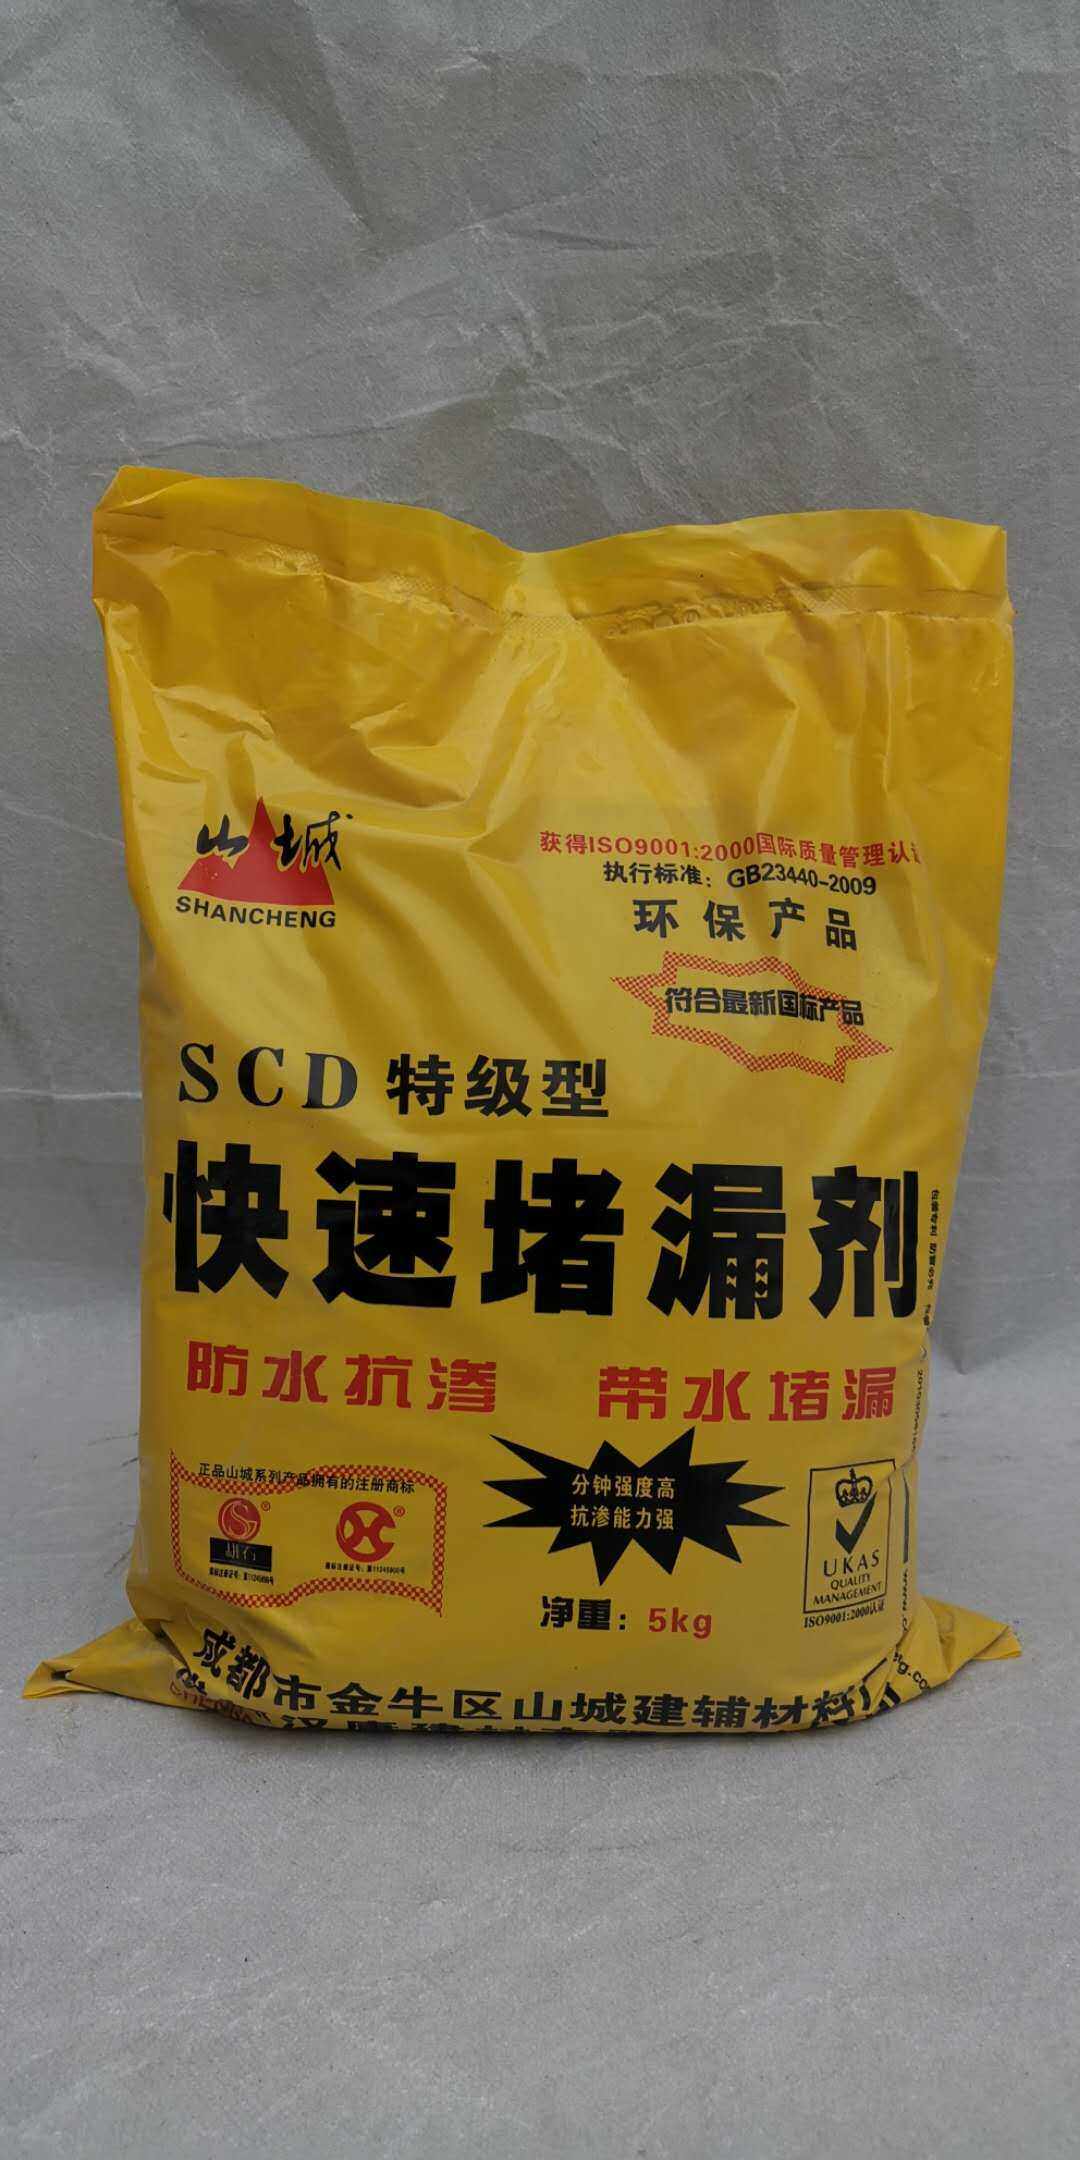 山城
SHANCHENG
获得ISO9001:2000国际质量管理认
执行标准：GB23440-2009
环保产品
符合最新国标产品
SCD 特级型
快速堵漏剂
防水抗渗 带水堵漏
正品山城系列产品拥有的注册商标
分钟强度高
抗渗能力强
UKAS
QUALITY
MANAGEMENT
ISO9001:2000认证
净重：5kg
成都市金牛区山城建辅材料厂